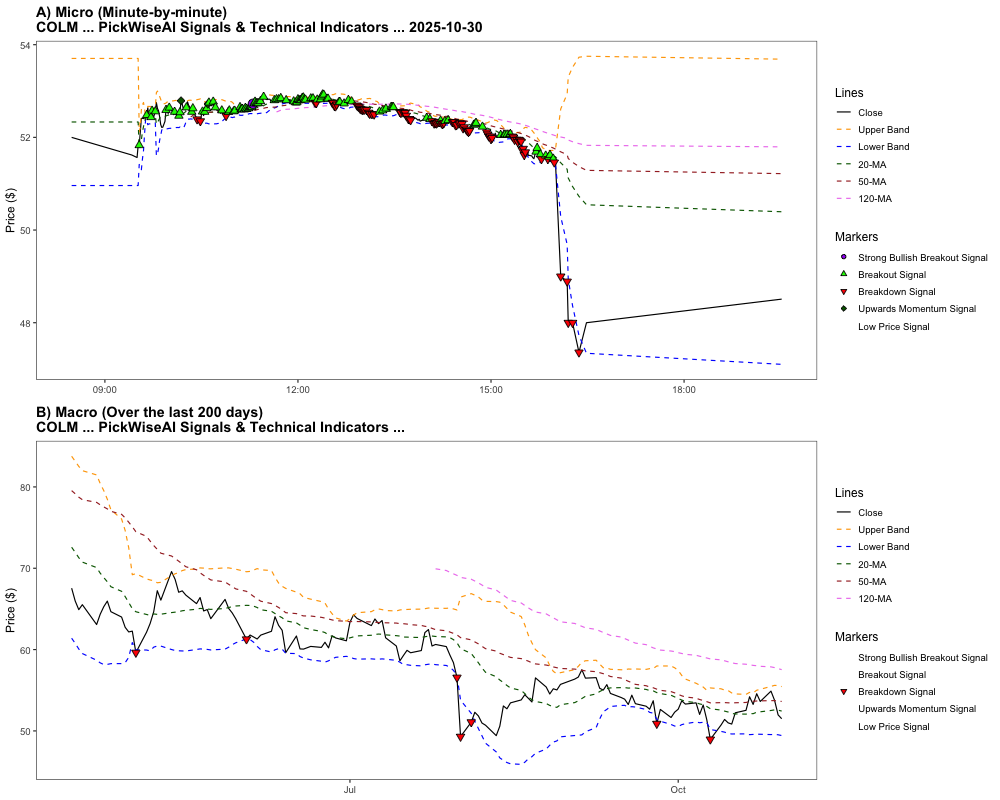 A) Micro (Minute-by-minute)
COLM ... PickWiseAI Signals & Technical Indicators ... 2025-10-30
Price ($)
54
52
50
48
09:00
12:00
15:00
18:00
Lines
Close
Upper Band
Lower Band
20-MA
50-MA
120-MA
Markers
Strong Bullish Breakout Signal
Breakout Signal
Breakdown Signal
Upwards Momentum Signal
Low Price Signal
B) Macro (Over the last 200 days)
COLM ... PickWiseAI Signals & Technical Indicators ...
Price ($)
80
70
60
50
Jul
Oct
Lines
Close
Upper Band
Lower Band
20-MA
50-MA
120-MA
Markers
Strong Bullish Breakout Signal
Breakout Signal
Breakdown Signal
Upwards Momentum Signal
Low Price Signal